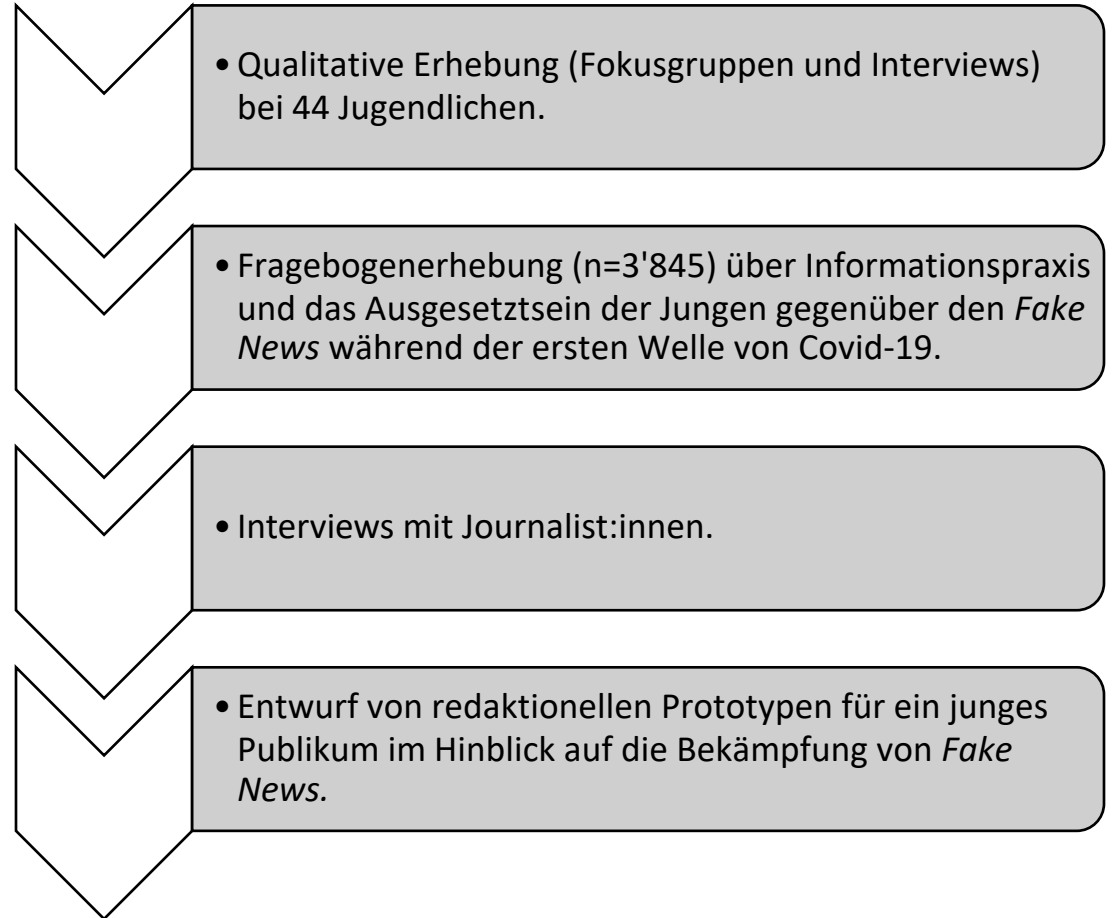 • Qualitative Erhebung (Fokusgruppen und Interviews)
bei 44 Jugendlichen.
• Fragebogenerhebung (n=3'845) über Informationspraxis
und das Ausgesetztsein der Jungen gegenüber den Fake
News während der ersten Welle von Covid-19.
• Interviews mit Journalist:innen.
• Entwurf von redaktionellen Prototypen für ein junges
Publikum im Hinblick auf die Bekämpfung von Fake
News.